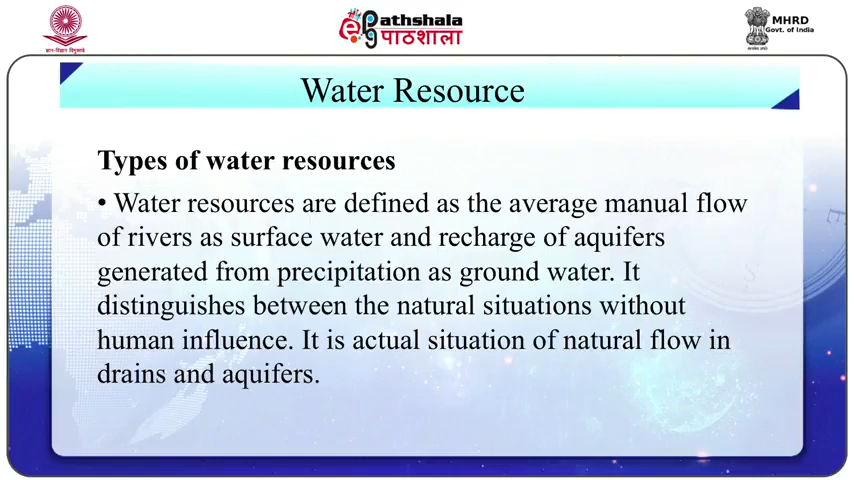 ePathshala
पाठशाला
MHRD
Govt. of India
Water Resource
Types of water resources
• Water resources are defined as the average manual flow
of rivers as surface water and recharge of aquifers
generated from precipitation as ground water. It
distinguishes between the natural situations without
human influence. It is actual situation of natural flow in
drains and aquifers.